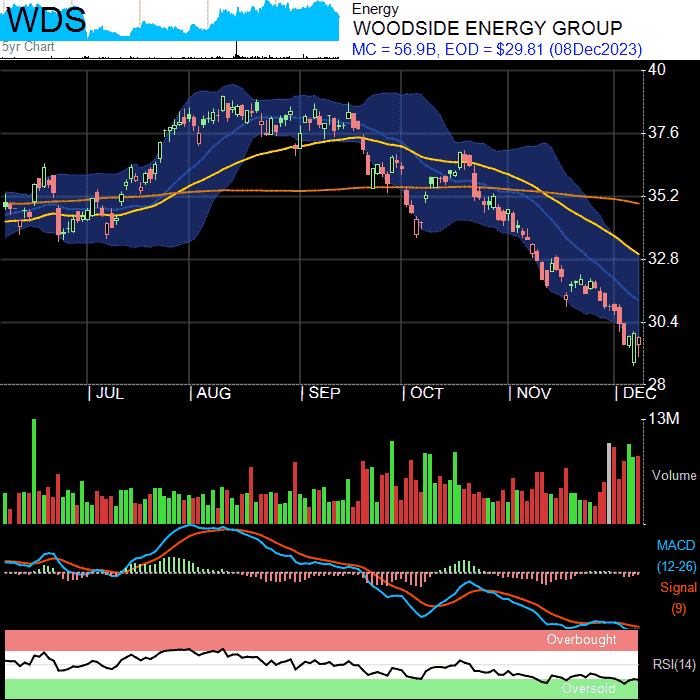 WDS
5yr Chart
Energy
WOODSIDE ENERGY GROUP
MC = 56.9B, EOD = $29.81 (08Dec2023)
40
37.6
35.2
32.8
30.4
28
JUL AUG SEP OCT NOV DEC
13M
Volume
MACD
(12-26)
Signal
(9)
Overbought
RSI(14)
Oversold